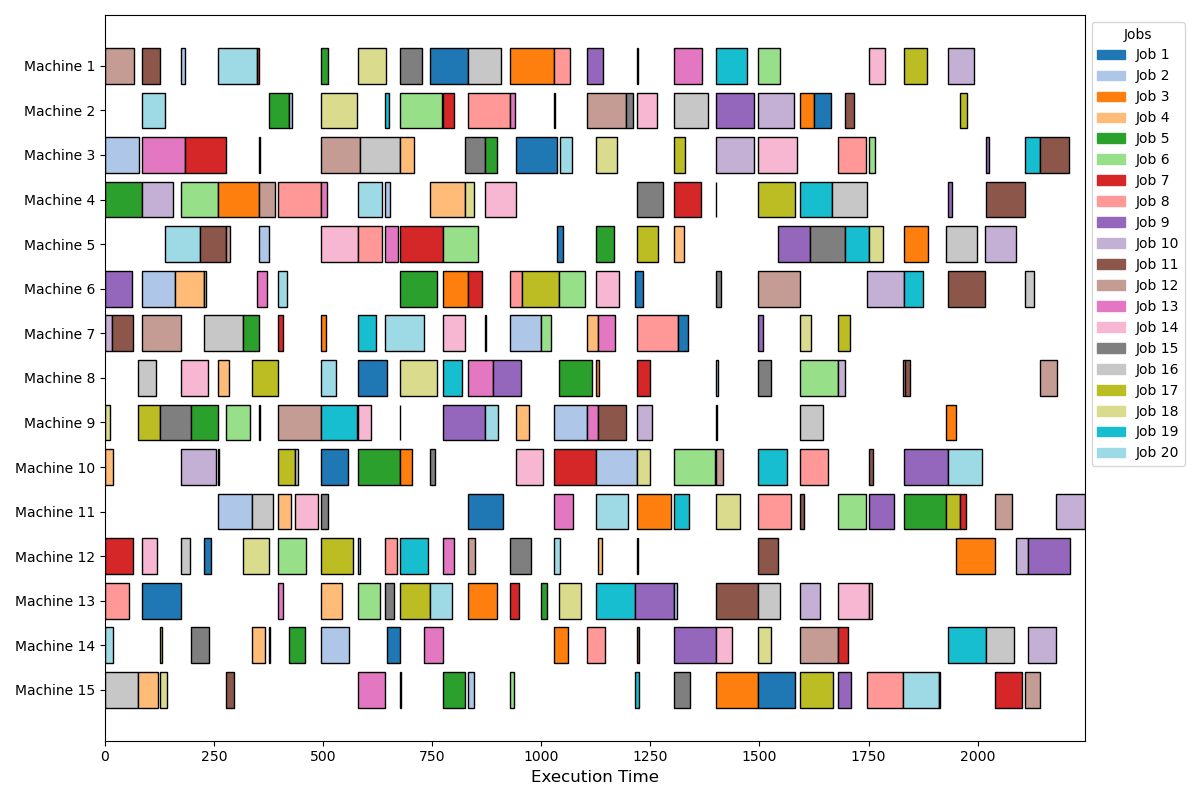 Machine 1
Machine 2
Machine 3
Machine 4
Machine 5
Machine 6
Machine 7
Machine 8
Machine 9
Machine 10
Machine 11
Machine 12
Machine 13
Machine 14
Machine 15
0 250 500 750 1000 1250 1500 1750 2000
Execution Time
Jobs
Job 1
Job 2
Job 3
Job 4
Job 5
Job 6
Job 7
Job 8
Job 9
Job 10
Job 11
Job 12
Job 13
Job 14
Job 15
Job 16
Job 17
Job 18
Job 19
Job 20